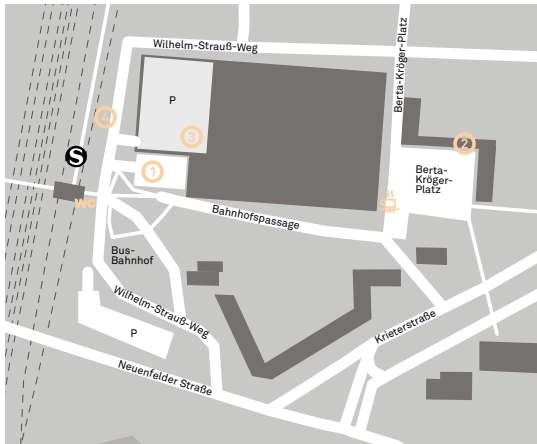 Wilhelm-Strauß-Weg
Berta-Kröger-Platz
P
4
3
2
S
1
Berta-
Kröger-
Platz
WC
Bahnhofspassage
Bus-
Bahnhof
Wilhelm-Strauß-Weg
P
Krieterstraße
Neuenfelder Straße